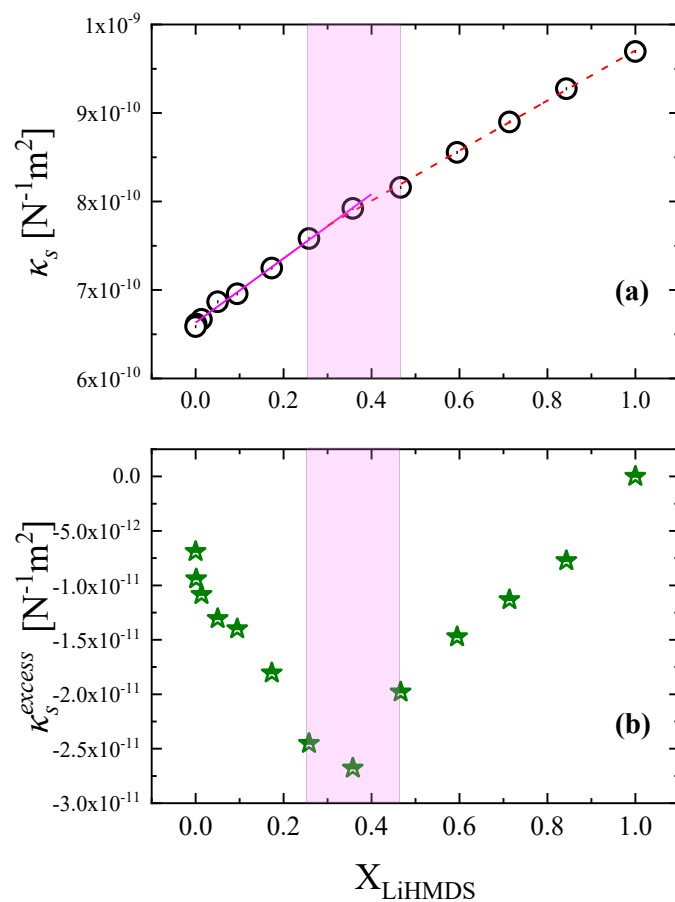 1x10⁻⁹
9x10⁻¹⁰
8x10⁻¹⁰
7x10⁻¹⁰
6x10⁻¹⁰
κₛ [N⁻¹m²]
(a)
0.0 0.2 0.4 0.6 0.8 1.0
0.0
-5.0x10⁻¹²
-1.0x10⁻¹¹
-1.5x10⁻¹¹
-2.0x10⁻¹¹
-2.5x10⁻¹¹
-3.0x10⁻¹¹
κₛᵉˣᶜᵉˢˢ [N⁻¹m²]
(b)
0.0 0.2 0.4 0.6 0.8 1.0
X_LiHMDS